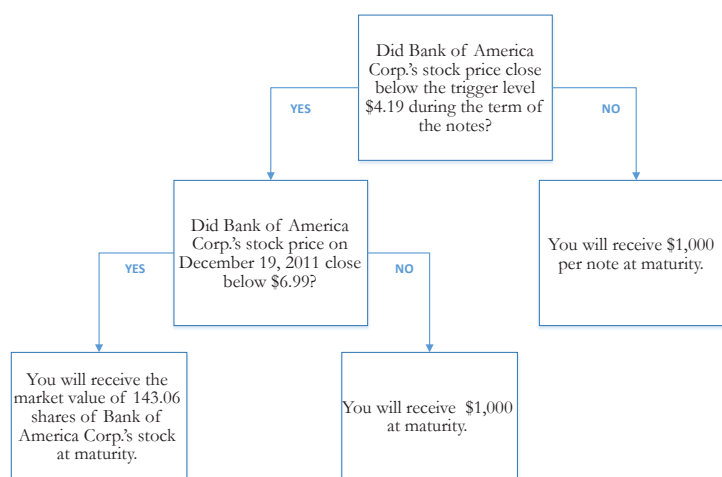 Did Bank of America
Corp.'s stock price close
below the trigger level
$4.19 during the term of
the notes?
YES
NO
Did Bank of America
Corp.'s stock price on
December 19, 2011 close
below $6.99?
You will receive $1,000
per note at maturity.
YES
NO
You will receive the
market value of 143.06
shares of Bank of
America Corp.'s stock
at maturity.
You will receive $1,000
at maturity.